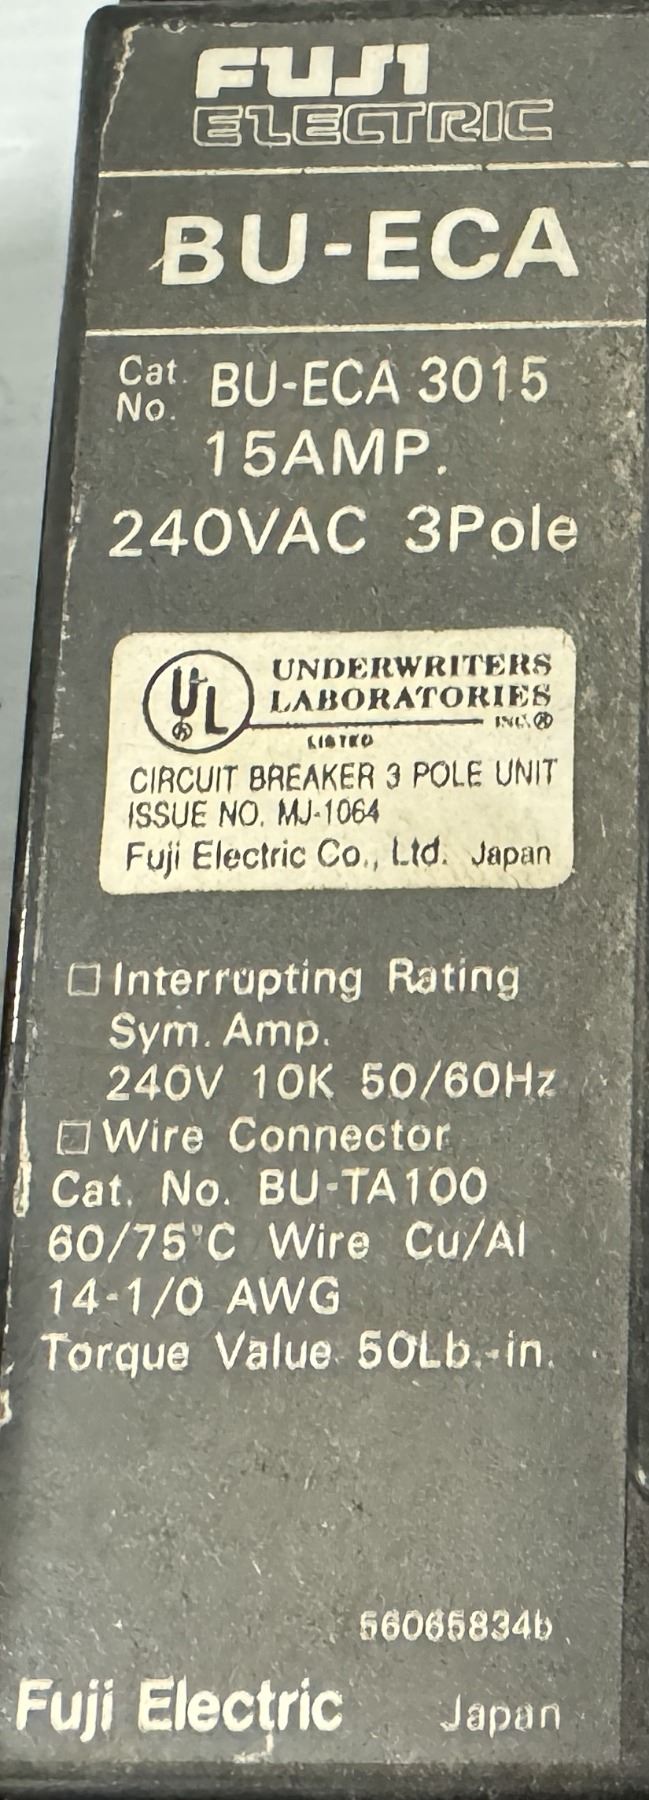 FUJI
ELECTRIC
BU-ECA
Cat. No. BU-ECA 3015
15AMP.
240VAC 3Pole
UL ® UNDERWRITERS
LABORATORIES
INC.®
LISTED
CIRCUIT BREAKER 3 POLE UNIT
ISSUE NO. MJ-1064
Fuji Electric Co., Ltd. Japan
□ Interrupting Rating
Sym. Amp.
240V 10K 50/60Hz
□ Wire Connector
Cat. No. BU-TA100
60/75°C Wire Cu/Al
14-1/0 AWG
Torque Value 50Lb.-in.
56065834b
Fuji Electric Japan